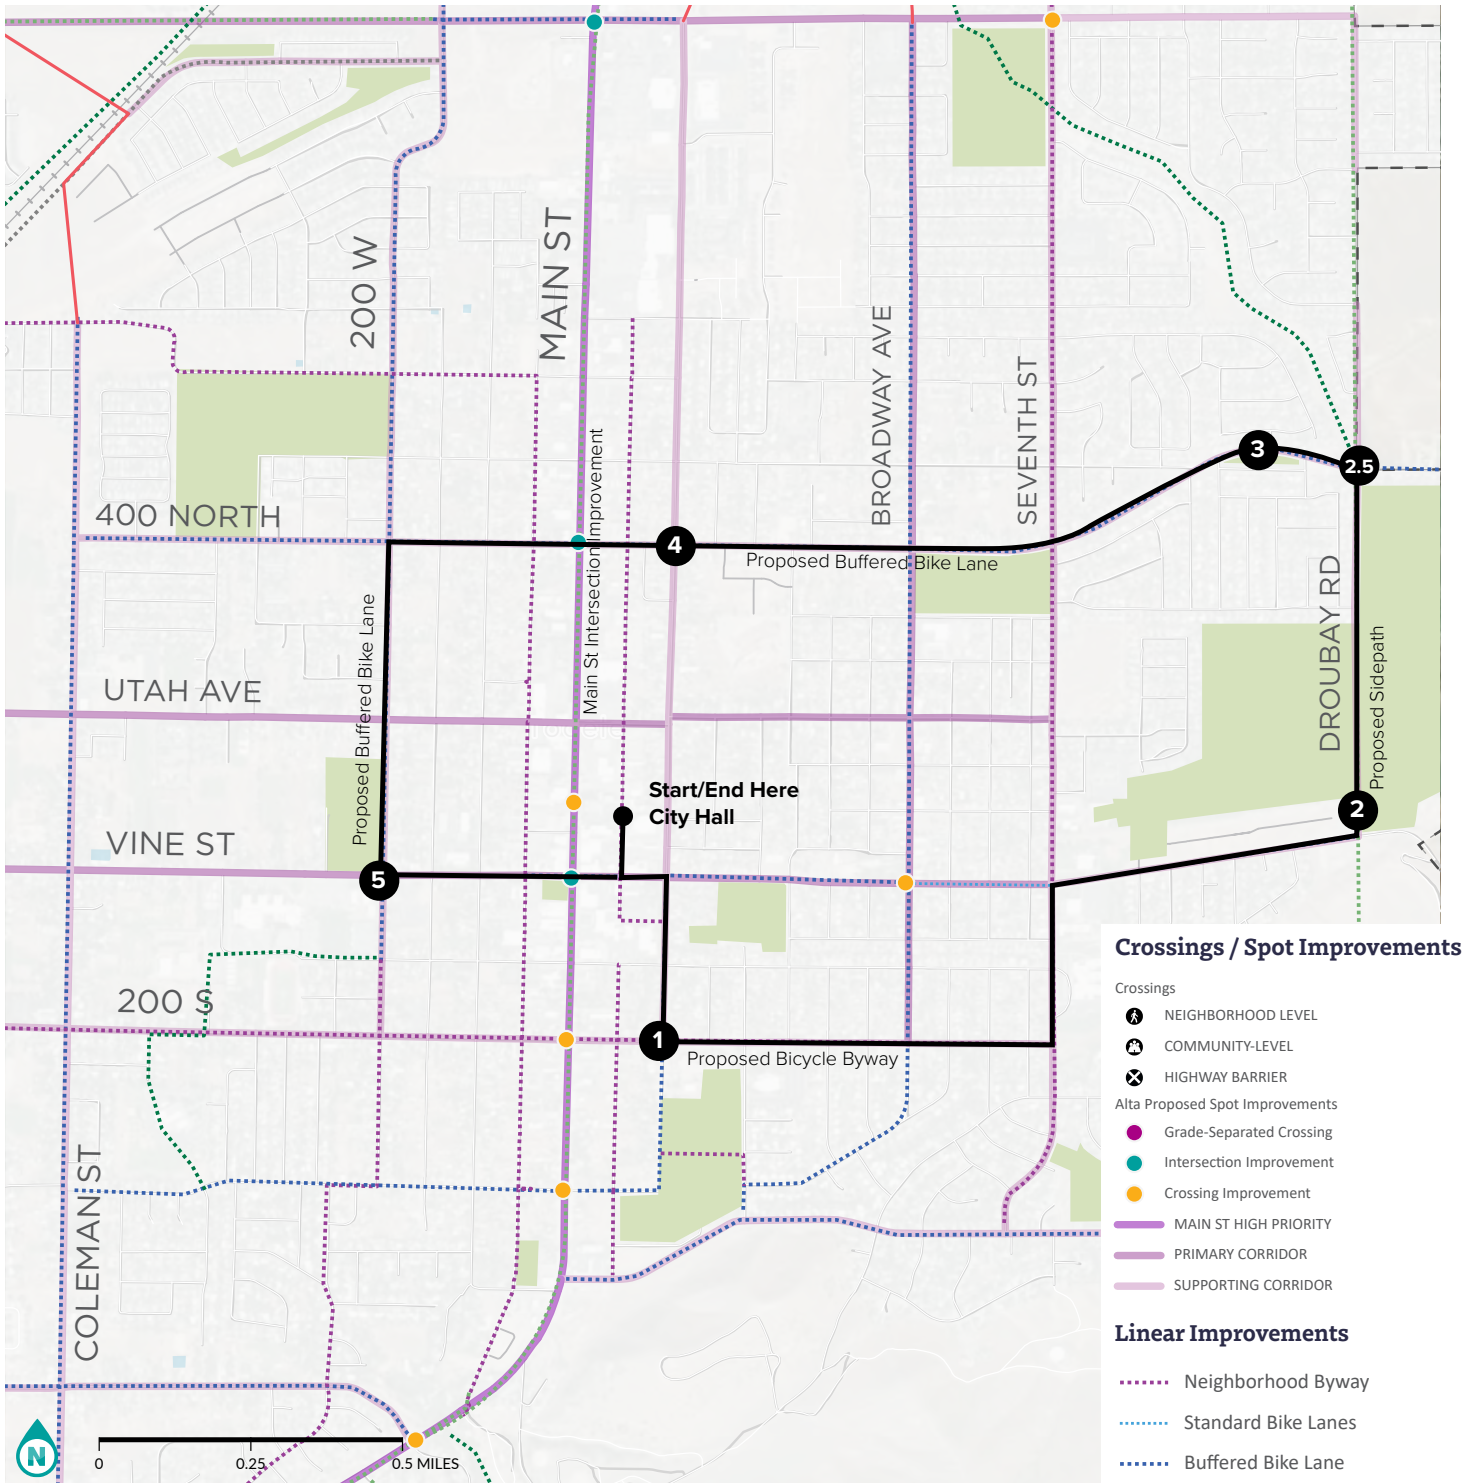 200 W
MAIN ST
BROADWAY AVE
SEVENTH ST
Main St Intersection Improvement
3
2.5
400 NORTH
4
Proposed Buffered Bike Lane
DROUBAY RD
Proposed Buffered Bike Lane
UTAH AVE
Proposed Sidepath
Start/End Here
City Hall
2
VINE ST
5
200 S
1
Proposed Bicycle Byway
COLEMAN ST
N
0
0.25
0.5 MILES
Crossings / Spot Improvements
Crossings
NEIGHBORHOOD LEVEL
COMMUNITY-LEVEL
HIGHWAY BARRIER
Alta Proposed Spot Improvements
Grade-Separated Crossing
Intersection Improvement
Crossing Improvement
MAIN ST HIGH PRIORITY
PRIMARY CORRIDOR
SUPPORTING CORRIDOR
Linear Improvements
Neighborhood Byway
Standard Bike Lanes
Buffered Bike Lane